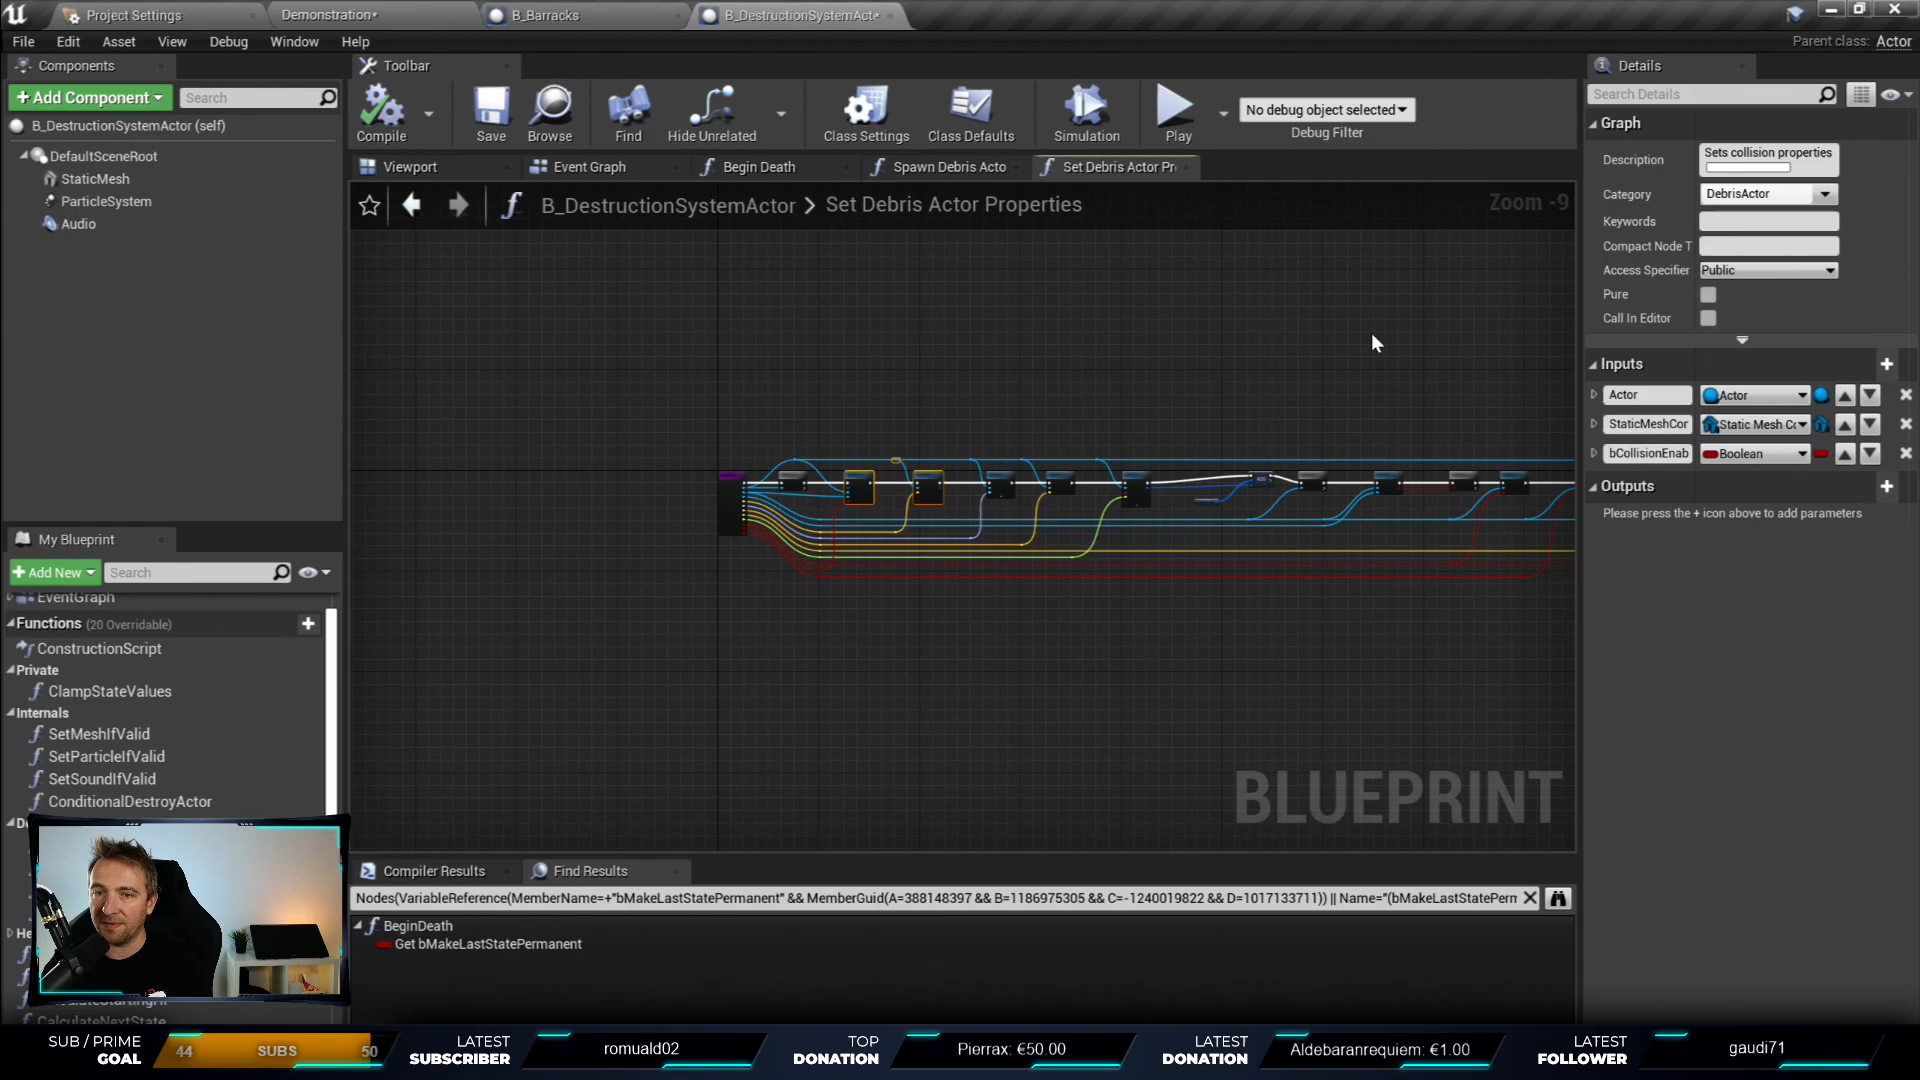 Project Settings
Demonstration*
B_Barracks
B_DestructionSystemActor*
File Edit Asset View Debug Window Help
Parent class: Actor
Components
Add Component
Search
B_DestructionSystemActor (self)
DefaultSceneRoot
StaticMesh
ParticleSystem
Audio
Toolbar
Compile
Save
Browse
Find
Hide Unrelated
Class Settings
Class Defaults
Simulation
Play
No debug object selected
Debug Filter
Viewport
Event Graph
Begin Death
Spawn Debris Acto
Set Debris Actor Pr
B_DestructionSystemActor > Set Debris Actor Properties
Zoom -9
BLUEPRINT
Details
Search Details
Graph
Description
Sets collision properties
Category
DebrisActor
Keywords
Compact Node T
Access Specifier
Public
Pure
Call In Editor
Inputs
Actor
Actor
StaticMeshCor
Static Mesh Cc
bCollisionEnab
Boolean
Outputs
Please press the + icon above to add parameters
My Blueprint
Add New
Search
EventGraph
Functions (20 Overridable)
ConstructionScript
Private
ClampStateValues
Internals
SetMeshIfValid
SetParticleIfValid
SetSoundIfValid
ConditionalDestroyActor
CalculateNextState
Compiler Results
Find Results
Nodes(VariableReference(MemberName=+"bMakeLastStatePermanent" && MemberGuid(A=388148397 && B=1186975305 && C=-1240019822 && D=1017133711)) || Name="(bMakeLastStatePerm
BeginDeath
Get bMakeLastStatePermanent
SUB / PRIME
GOAL
44 SUBS 50
LATEST
SUBSCRIBER
romuald02
TOP
DONATION
Pierrax: €50.00
LATEST
DONATION
Aldebaranrequiem: €1.00
LATEST
FOLLOWER
gaudi71